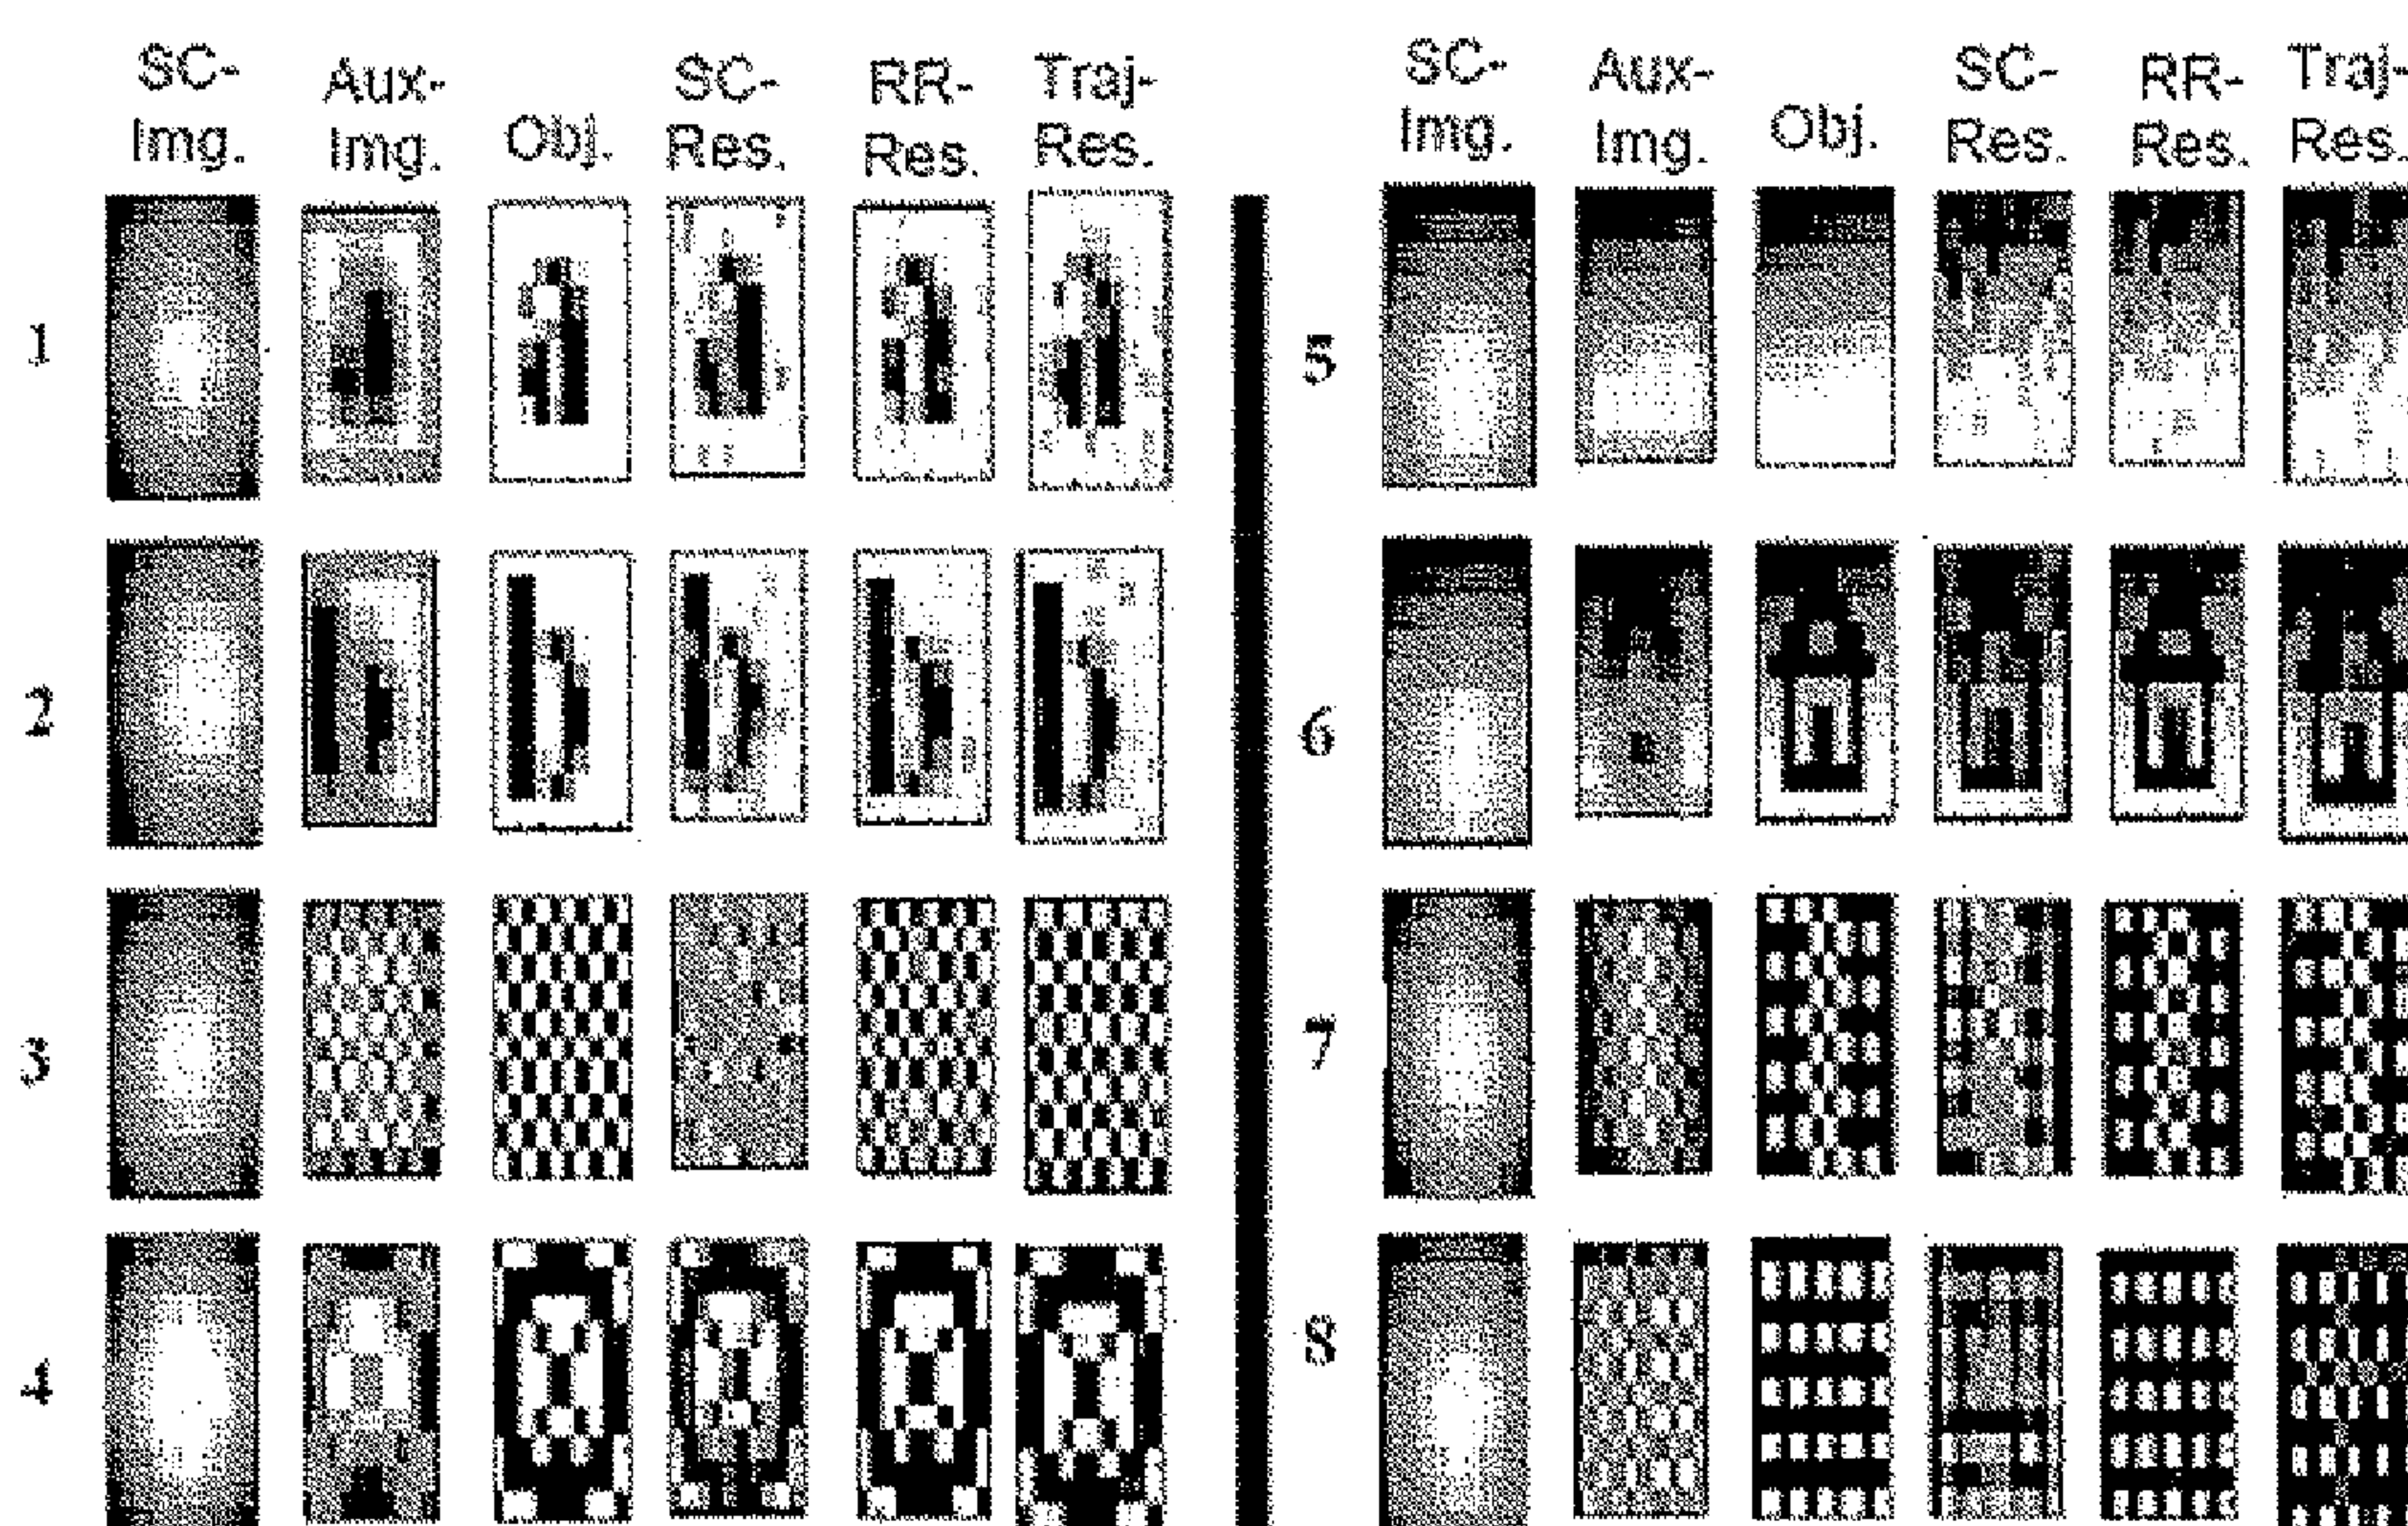 SC- Aux- SC- RR- Traj- SC- Aux- SC- RR- Traj-
Img. Img. Obj. Res. Res. Res. Img. Img. Obj. Res. Res. Res.
1 5
2 6
3 7
4 8